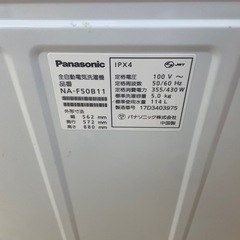 Panasonic
全自動電気洗濯機
品番
NA-F50B11
外形寸法
幅 562 mm
奥行 572 mm
高さ 880 mm
IPX4
JET
定格電圧 100 V～
定格周波数 50/60 Hz
定格消費電力 355/430 W
標準洗濯容量 5.0 kg
標準使用水量 114 L
製造番号 17D3403975
パナソニック株式会社
中国製